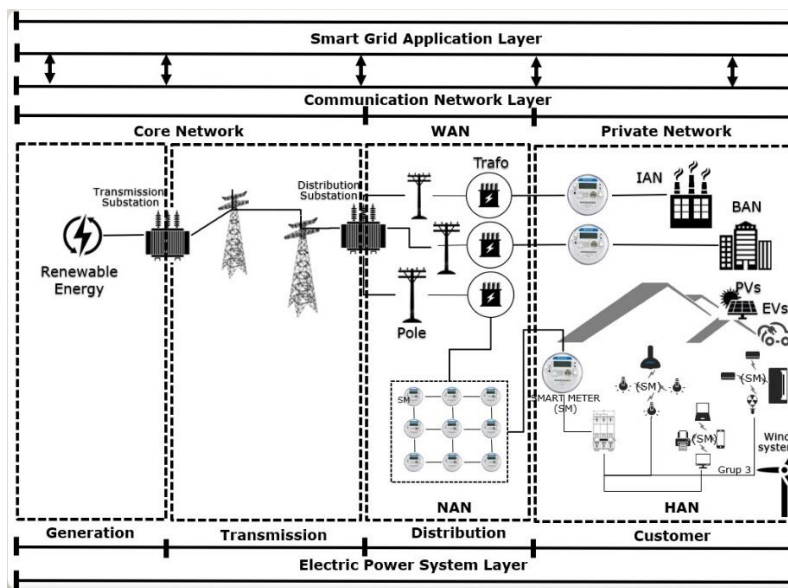 Smart Grid Application Layer
Communication Network Layer
Core Network
WAN
Private Network
Transmission
Substation
Distribution
Substation
Trafo
IAN
BAN
Renewable
Energy
Pole
PVs
EVs
SM
SMART METER
(SM)
(SM)
(SM)
(SM)
Grup 3
Wind
system
NAN
HAN
Generation
Transmission
Distribution
Customer
Electric Power System Layer